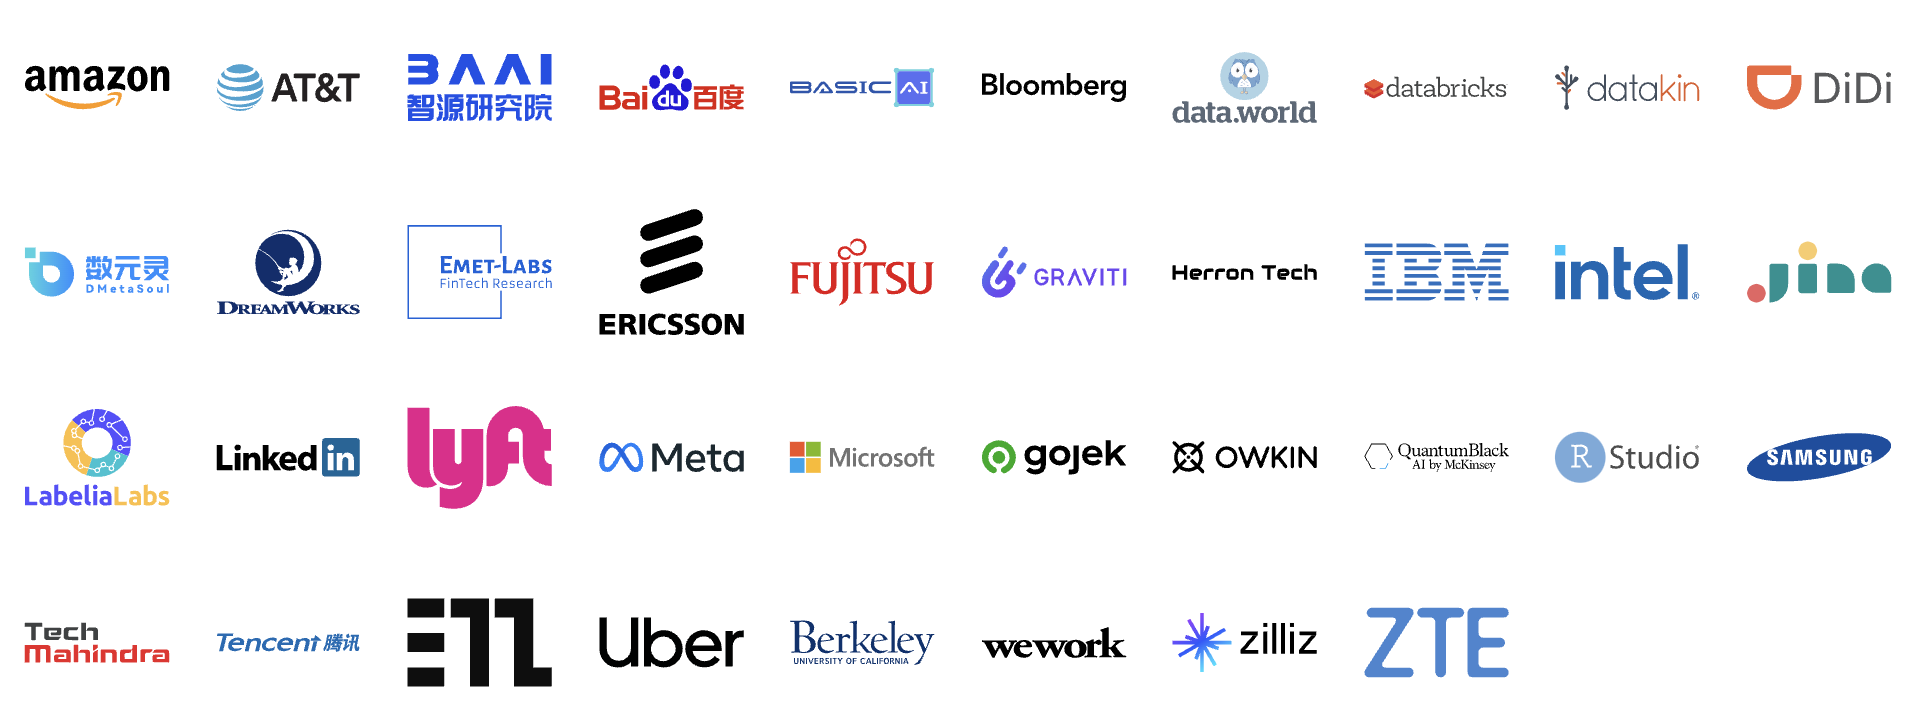 amazon
AT&T
BAAI
智源研究院
Bai du 百度
BASIC AI
Bloomberg
data.world
databricks
datakin
DiDi
数元灵
DMetaSoul
DREAMWORKS
EMET-LABS
FinTech Research
ERICSSON
FUJITSU
GRAVITI
Herron Tech
IBM
intel®
jina
LabeliaLabs
Linked in
lyft
Meta
Microsoft
gojek
OWKIN
QuantumBlack
AI by McKinsey
R Studio®
SAMSUNG
Tech
Mahindra
Tencent 腾讯
Uber
Berkeley
UNIVERSITY OF CALIFORNIA
wework
zilliz
ZTE